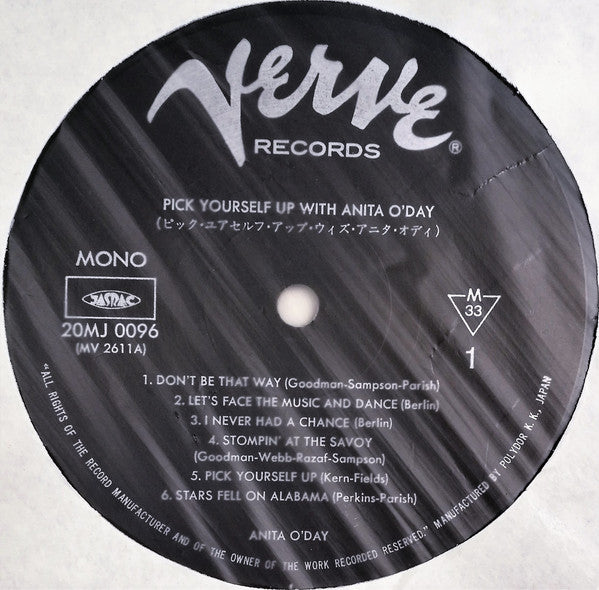 Verve
RECORDS ®
PICK YOURSELF UP WITH ANITA O'DAY
(ピック・ユアセルフ・アップ・ウィズ・アニタ・オデイ)
MONO
JASRAC
20MJ 0096
(MV 2611A)
M
33
1
1. DON'T BE THAT WAY (Goodman-Sampson-Parish)
2. LET'S FACE THE MUSIC AND DANCE (Berlin)
3. I NEVER HAD A CHANCE (Berlin)
4. STOMPIN' AT THE SAVOY
(Goodman-Webb-Razaf-Sampson)
5. PICK YOURSELF UP (Kern-Fields)
6. STARS FELL ON ALABAMA (Perkins-Parish)
ANITA O'DAY
"ALL RIGHTS OF THE RECORD MANUFACTURER AND OF THE OWNER OF THE WORK RECORDED RESERVED." MANUFACTURED BY POLYDOR K.K., JAPAN